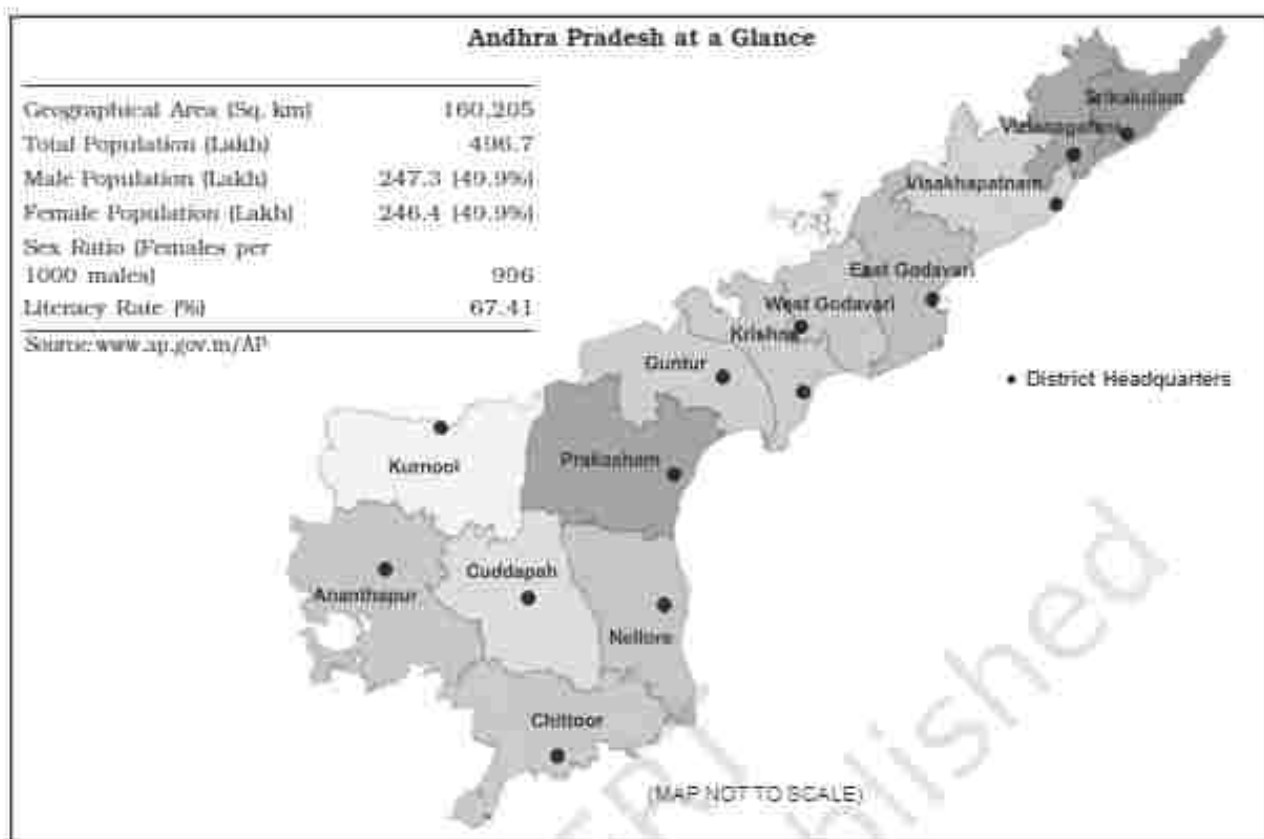 Andhra Pradesh at a Glance
Geographical Area (Sq. km) 160,205
Total Population (Lakh) 496.7
Male Population (Lakh) 247.3 (49.9%)
Female Population (Lakh) 246.4 (49.9%)
Sex Ratio (Females per
1000 males) 996
Literacy Rate (%) 67.41
Source: www.ap.gov.in/AP
Srikakulam
Vizianagaram
Visakhapatnam
East Godavari
West Godavari
Krishna
Guntur
• District Headquarters
Prakasham
Kurnool
Cuddapah
Ananthapur
Nellore
Chittoor
(MAP NOT TO SCALE)